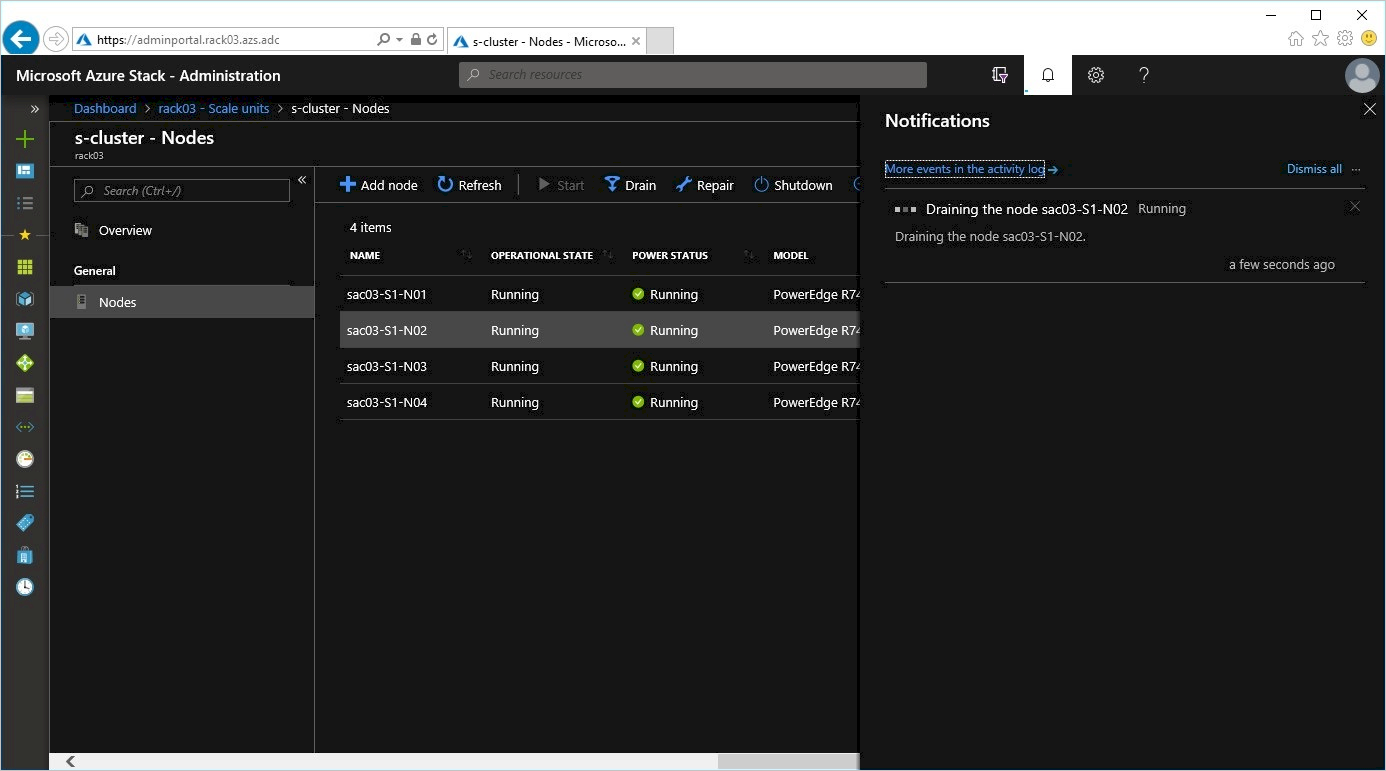 https://adminportal.rack03.azs.adc
s-cluster - Nodes - Microso...
Microsoft Azure Stack - Administration
Search resources
Dashboard > rack03 - Scale units > s-cluster - Nodes
s-cluster - Nodes
rack03
Search (Ctrl+/)
Overview
General
Nodes
Add node Refresh Start Drain Repair Shutdown
4 items
NAME OPERATIONAL STATE POWER STATUS MODEL
sac03-S1-N01 Running Running PowerEdge R74
sac03-S1-N02 Running Running PowerEdge R74
sac03-S1-N03 Running Running PowerEdge R74
sac03-S1-N04 Running Running PowerEdge R74
Notifications
More events in the activity log → Dismiss all ...
Draining the node sac03-S1-N02 Running
Draining the node sac03-S1-N02.
a few seconds ago